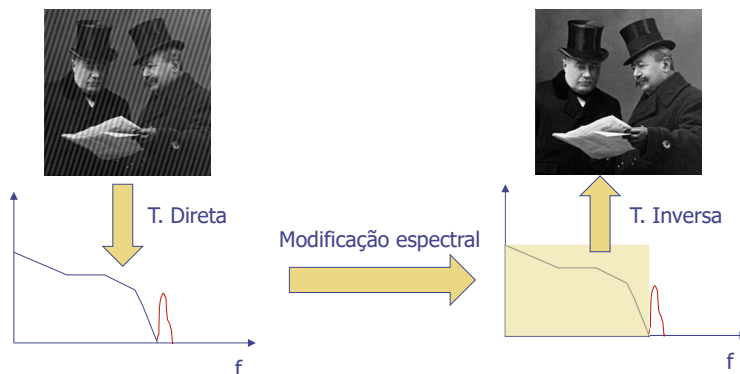 T. Direta
Modificação espectral
T. Inversa
f
f